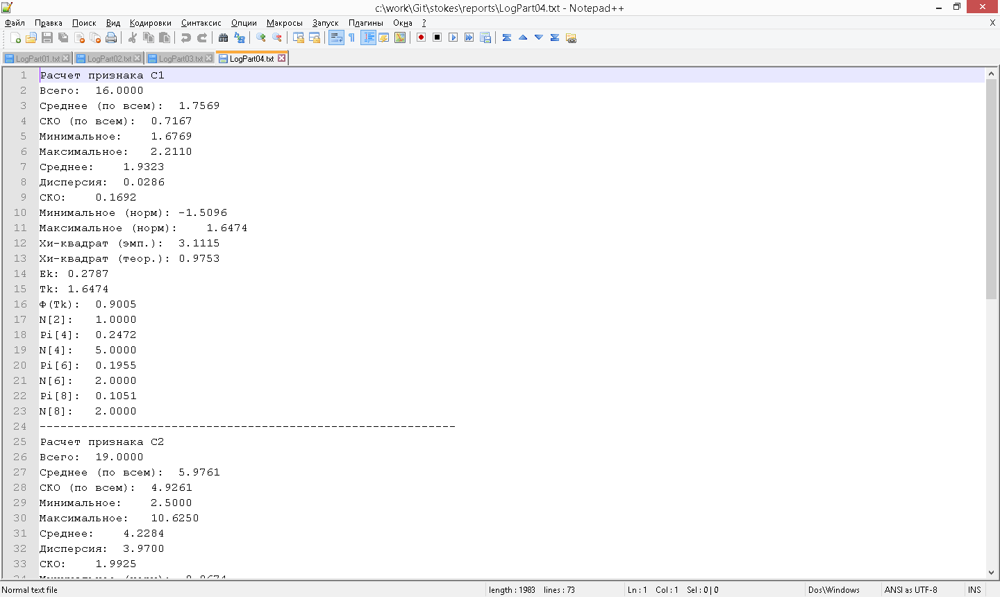 c:\work\Git\stokes\reports\LogPart04.txt - Notepad++
Файл Правка Поиск Вид Кодировки Синтаксис Опции Макросы Запуск Плагины Окна ? X
LogPart01.txt LogPart02.txt LogPart03.txt LogPart04.txt
1 Расчет признака C1
2 Всего: 16.0000
3 Среднее (по всем): 1.7569
4 СКО (по всем): 0.7167
5 Минимальное: 1.6769
6 Максимальное: 2.2110
7 Среднее: 1.9323
8 Дисперсия: 0.0286
9 СКО: 0.1692
10 Минимальное (норм): -1.5096
11 Максимальное (норм): 1.6474
12 Хи-квадрат (эмп.): 3.1115
13 Хи-квадрат (теор.): 0.9753
14 Ek: 0.2787
15 Tk: 1.6474
16 Ф(Tk): 0.9005
17 N[2]: 1.0000
18 Pi[4]: 0.2472
19 N[4]: 5.0000
20 Pi[6]: 0.1955
21 N[6]: 2.0000
22 Pi[8]: 0.1051
23 N[8]: 2.0000
24 ------------------------------------------------------------
25 Расчет признака C2
26 Всего: 19.0000
27 Среднее (по всем): 5.9761
28 СКО (по всем): 4.9261
29 Минимальное: 2.5000
30 Максимальное: 10.6250
31 Среднее: 4.2284
32 Дисперсия: 3.9700
33 СКО: 1.9925
Normal text file length : 1983 lines : 73 Ln : 1 Col : 1 Sel : 0 | 0 Dos\Windows ANSI as UTF-8 INS